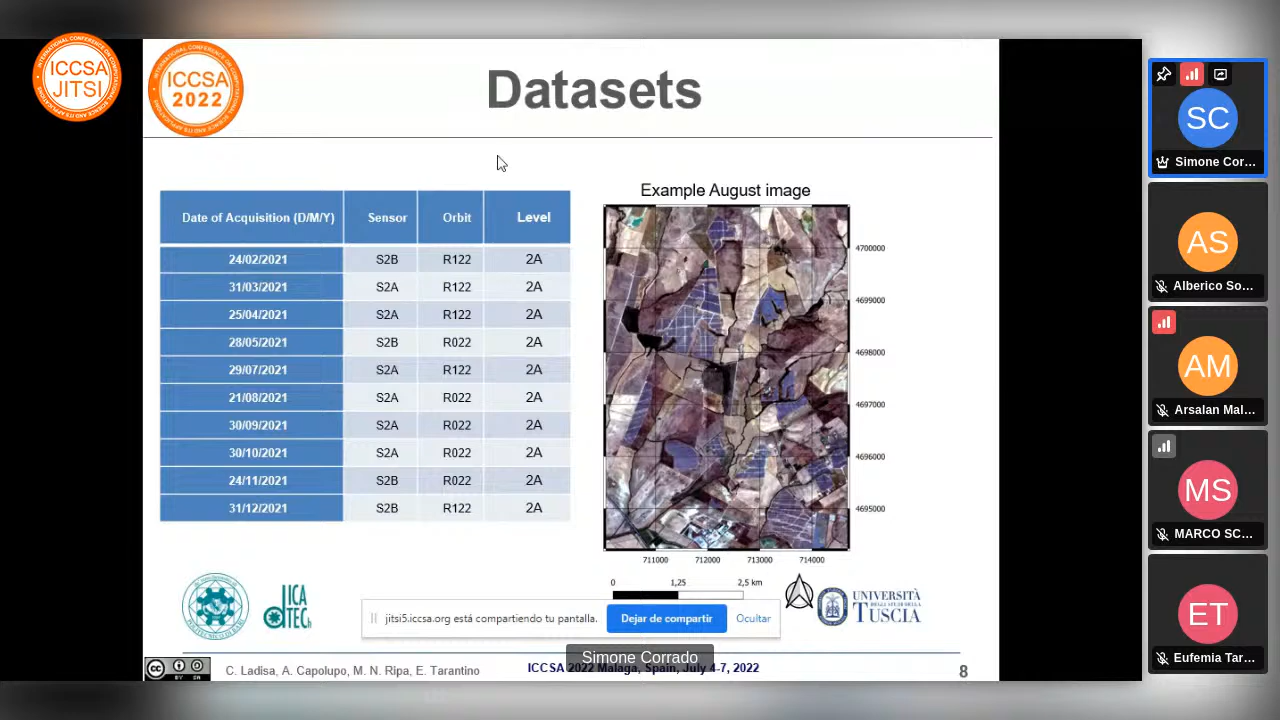 ICCSA
JITSI
ICCSA
2022
Datasets
Example August image
Date of Acquisition (D/M/Y) Sensor Orbit Level
24/02/2021 S2B R122 2A
31/03/2021 S2A R122 2A
25/04/2021 S2A R122 2A
28/05/2021 S2B R022 2A
29/07/2021 S2A R122 2A
21/08/2021 S2A R022 2A
30/09/2021 S2A R022 2A
30/10/2021 S2A R022 2A
24/11/2021 S2B R022 2A
31/12/2021 S2B R122 2A
4700000
4699000
4698000
4697000
4696000
4695000
711000 712000 713000 714000
0 1,25 2,5 km
UNIVERSITÀ
DEGLI STUDI DELLA
TUSCIA
jitsi5.iccsa.org está compartiendo tu pantalla. Dejar de compartir Ocultar
Simone Corrado
C. Ladisa, A. Capolupo, M. N. Ripa, E. Tarantino
ICCSA 2022 Malaga, Spain, July 4-7, 2022
8
cc
BY SA
SC
Simone Cor...
AS
Alberico So...
AM
Arsalan Mal...
MS
MARCO SC...
ET
Eufemia Tar...